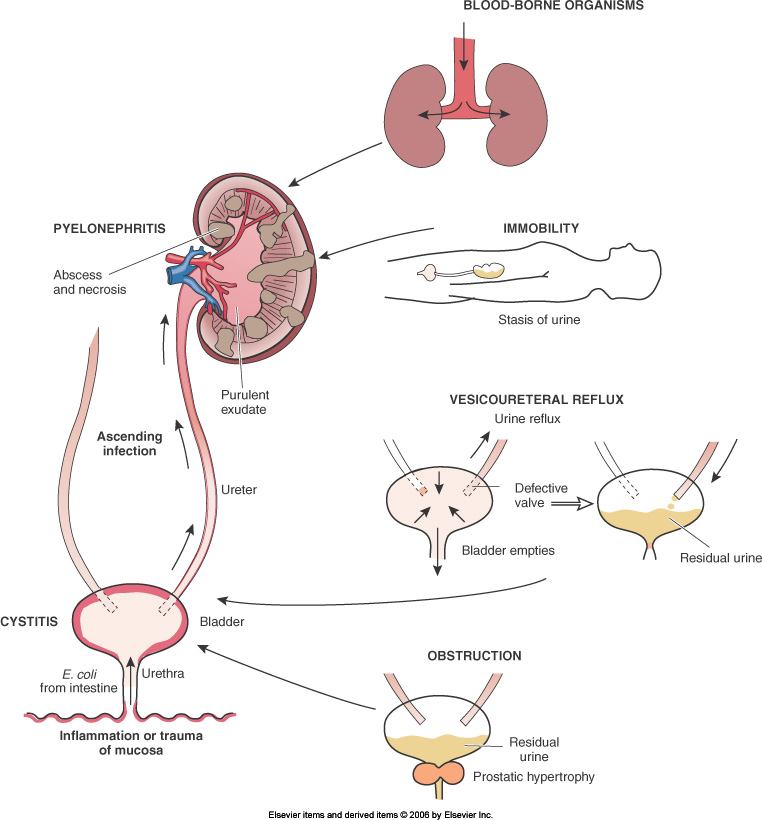 BLOOD-BORNE ORGANISMS
PYELONEPHRITIS
IMMOBILITY
Abscess
and necrosis
Stasis of urine
Purulent
exudate
VESICOURETERAL REFLUX
Urine reflux
Ascending
infection
Ureter
Defective
valve
Bladder empties
Residual urine
CYSTITIS
Bladder
E. coli
from intestine
Urethra
OBSTRUCTION
Inflammation or trauma
of mucosa
Residual
urine
Prostatic hypertrophy
Elsevier items and derived items © 2006 by Elsevier Inc.